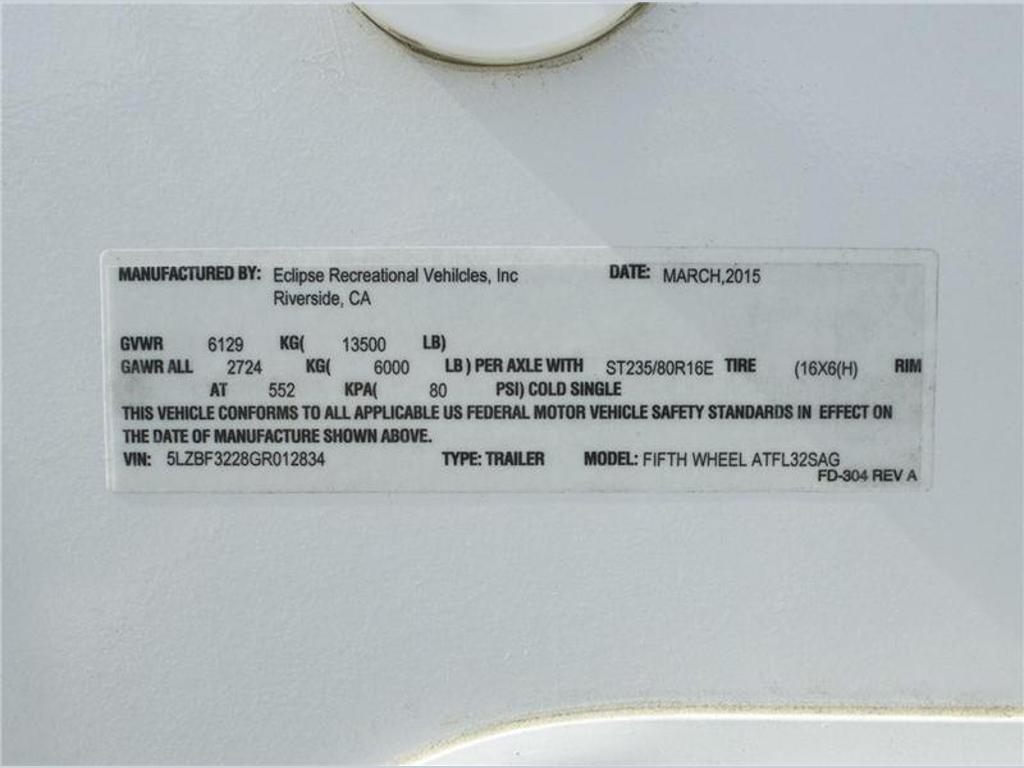 MANUFACTURED BY: Eclipse Recreational Vehilcles, Inc DATE: MARCH,2015
Riverside, CA
GVWR 6129 KG( 13500 LB)
GAWR ALL 2724 KG( 6000 LB ) PER AXLE WITH ST235/80R16E TIRE (16X6(H) RIM
AT 552 KPA( 80 PSI) COLD SINGLE
THIS VEHICLE CONFORMS TO ALL APPLICABLE US FEDERAL MOTOR VEHICLE SAFETY STANDARDS IN EFFECT ON
THE DATE OF MANUFACTURE SHOWN ABOVE.
VIN: 5LZBF3228GR012834 TYPE: TRAILER MODEL: FIFTH WHEEL ATFL32SAG
FD-304 REV A